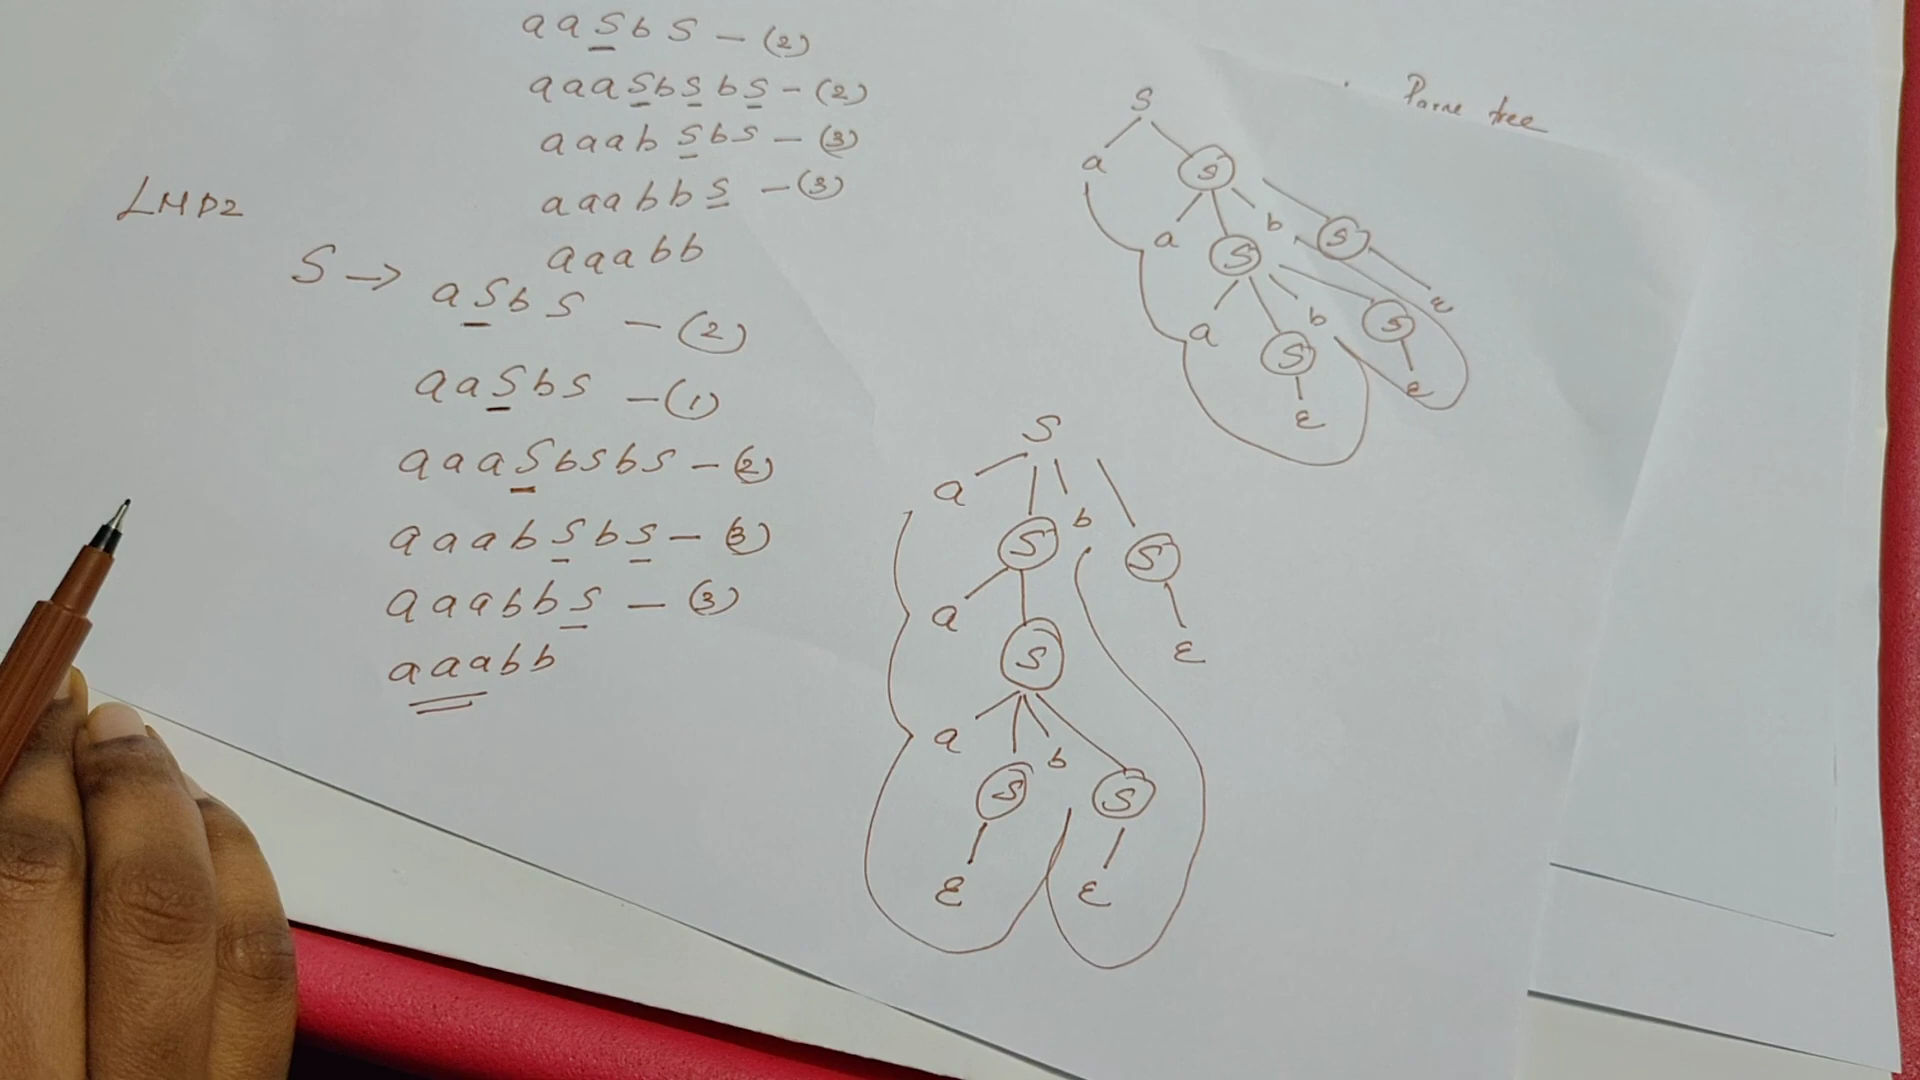 aaSbS - (2)
aaaSbSbS - (2)
aaabSbS - (3)
aaabbS - (3)
aaabb
LMD2
S → aSbS - (2)
aaSbS - (1)
aaaSbSbS - (2)
aaabSbS - (3)
aaabbS - (3)
aaabb
Parse tree
S
a S
a S b S
a S b S ε
ε ε
S
a S b S
a S ε
a S b S
ε ε